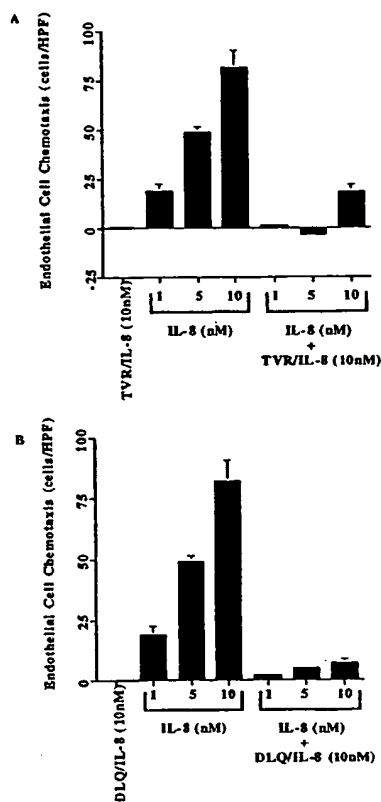 A
Endothelial Cell Chemotaxis (cells/HPF)
100
75
50
25
0
-25
TVR/IL-8 (10nM)
1 5 10 1 5 10
IL-8 (nM)
IL-8 (nM)
+
TVR/IL-8 (10nM)
B
Endothelial Cell Chemotaxis (cells/HPF)
100
75
50
25
0
DLQ/IL-8 (10nM)
1 5 10 1 5 10
IL-8 (nM)
IL-8 (nM)
+
DLQ/IL-8 (10nM)